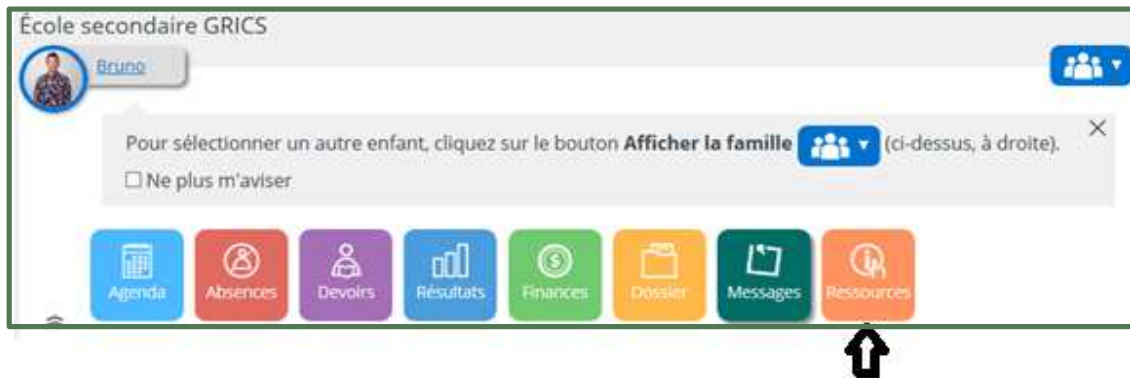 École secondaire GRICS
Bruno
Pour sélectionner un autre enfant, cliquez sur le bouton Afficher la famille (ci-dessus, à droite).
Ne plus m'aviser
Agenda Absences Devoirs Résultats Finances Dossier Messages Ressources